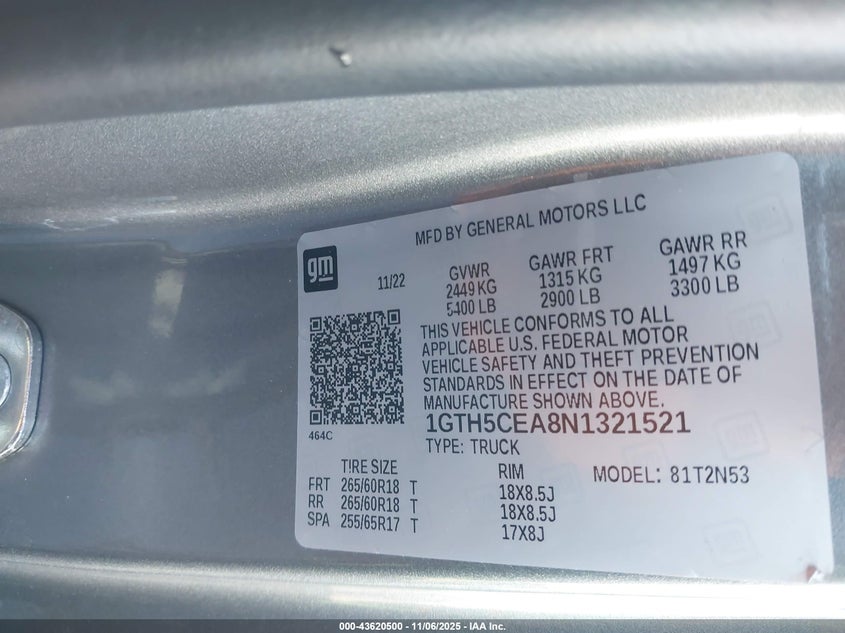 MFD BY GENERAL MOTORS LLC
gm
11/22
GVWR GAWR FRT GAWR RR
2449 KG 1315 KG 1497 KG
5400 LB 2900 LB 3300 LB
THIS VEHICLE CONFORMS TO ALL
APPLICABLE U.S. FEDERAL MOTOR
VEHICLE SAFETY AND THEFT PREVENTION
STANDARDS IN EFFECT ON THE DATE OF
MANUFACTURE SHOWN ABOVE.
464C
1GTH5CEA8N1321521
TYPE: TRUCK
TIRE SIZE RIM MODEL: 81T2N53
FRT 265/60R18 T 18X8.5J
RR 265/60R18 T 18X8.5J
SPA 255/65R17 T 17X8J
000-43620500 - 11/06/2025 - IAA Inc.